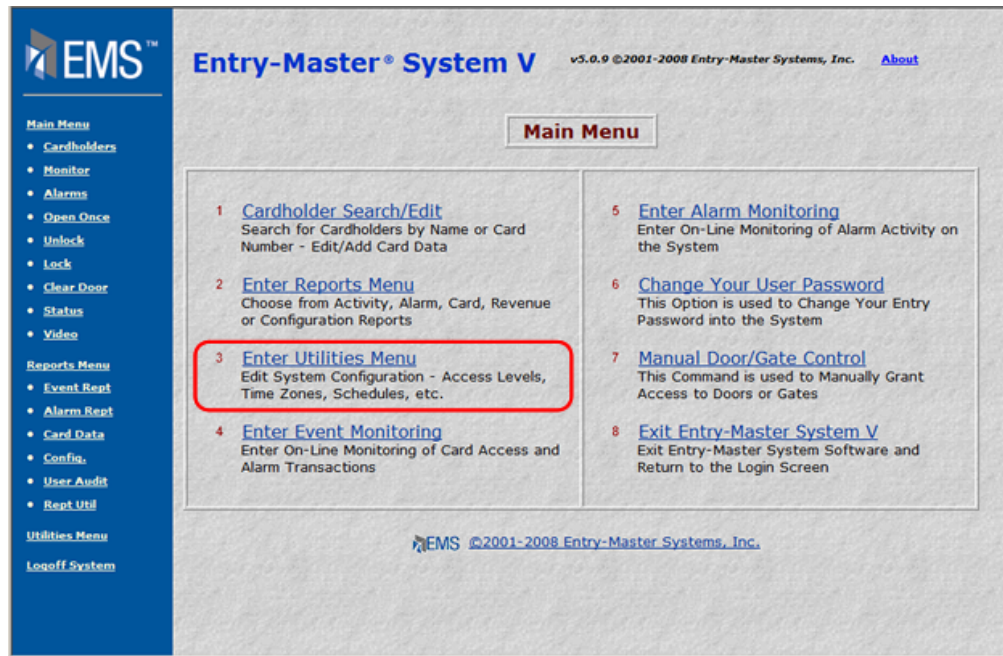 EMS™
Main Menu
• Cardholders
• Monitor
• Alarms
• Open Once
• Unlock
• Lock
• Clear Door
• Status
• Video
Reports Menu
• Event Rept
• Alarm Rept
• Card Data
• Config.
• User Audit
• Rept Util
Utilities Menu
Logoff System
Entry-Master® System V v5.0.9 ©2001-2008 Entry-Master Systems, Inc. About
Main Menu
1 Cardholder Search/Edit
Search for Cardholders by Name or Card
Number - Edit/Add Card Data
2 Enter Reports Menu
Choose from Activity, Alarm, Card, Revenue
or Configuration Reports
3 Enter Utilities Menu
Edit System Configuration - Access Levels,
Time Zones, Schedules, etc.
4 Enter Event Monitoring
Enter On-Line Monitoring of Card Access and
Alarm Transactions
5 Enter Alarm Monitoring
Enter On-Line Monitoring of Alarm Activity on
the System
6 Change Your User Password
This Option is used to Change Your Entry
Password into the System
7 Manual Door/Gate Control
This Command is used to Manually Grant
Access to Doors or Gates
8 Exit Entry-Master System V
Exit Entry-Master System Software and
Return to the Login Screen
EMS ©2001-2008 Entry-Master Systems, Inc.